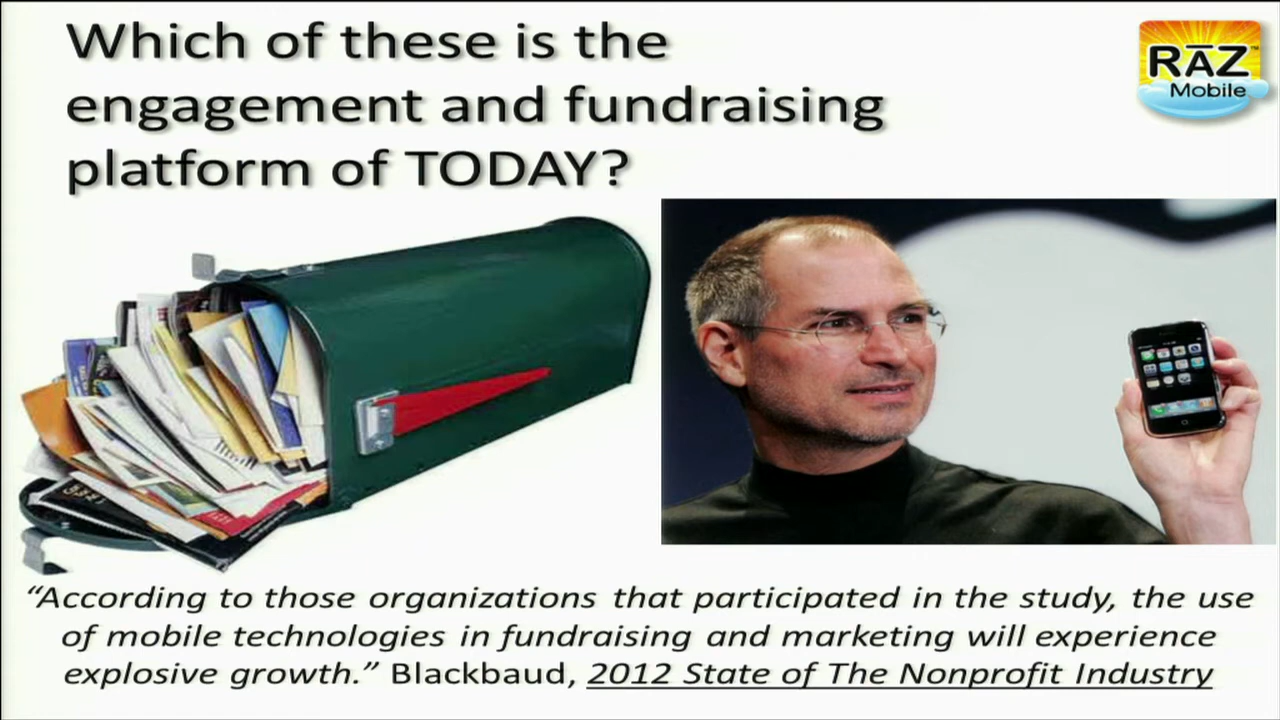 Which of these is the
engagement and fundraising
platform of TODAY?
RĀZ™
Mobile
“According to those organizations that participated in the study, the use
of mobile technologies in fundraising and marketing will experience
explosive growth.” Blackbaud, 2012 State of The Nonprofit Industry